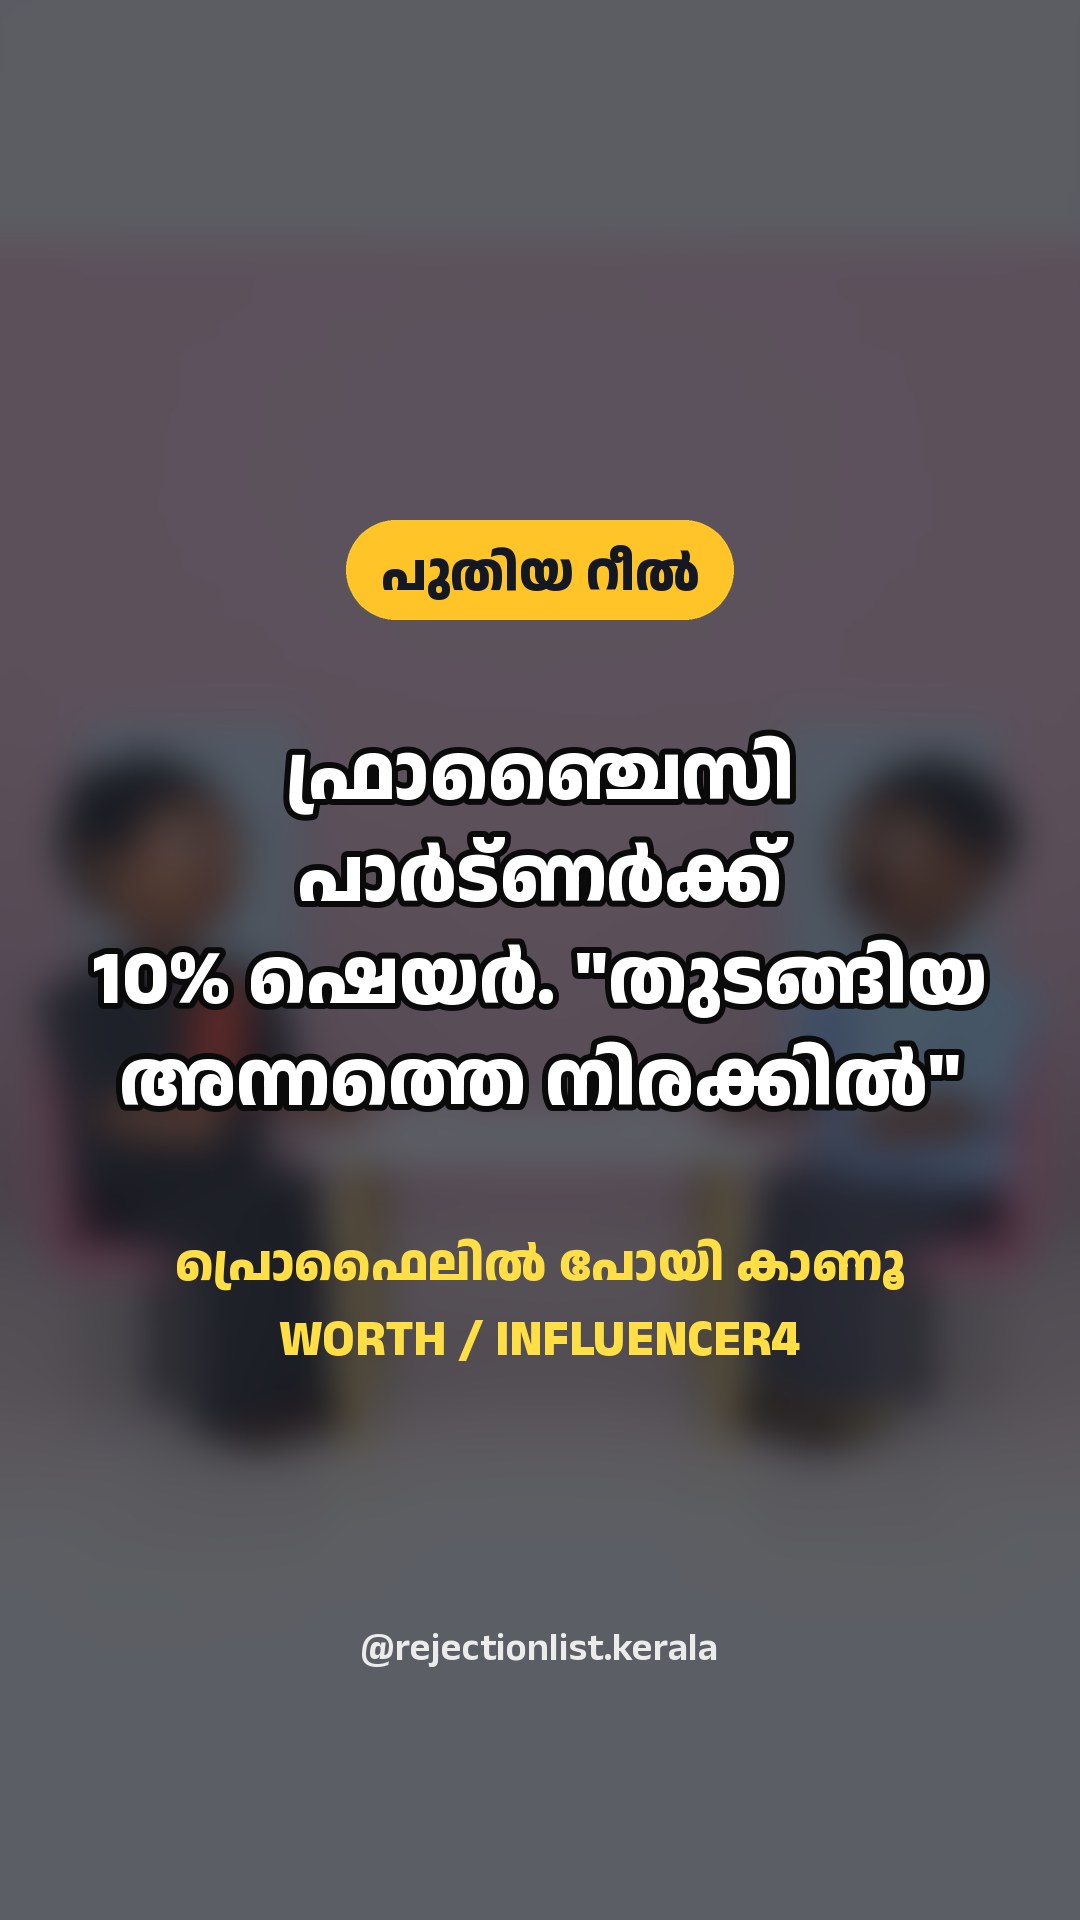 പുതിയ റീൽ
ഫ്രാഞ്ചൈസി
പാർട്ണർക്ക്
10% ഷെയർ. "തുടങ്ങിയ
അന്നത്തെ നിരക്കിൽ"
പ്രൊഫൈലിൽ പോയി കാണൂ
WORTH / INFLUENCER4
@rejectionlist.kerala